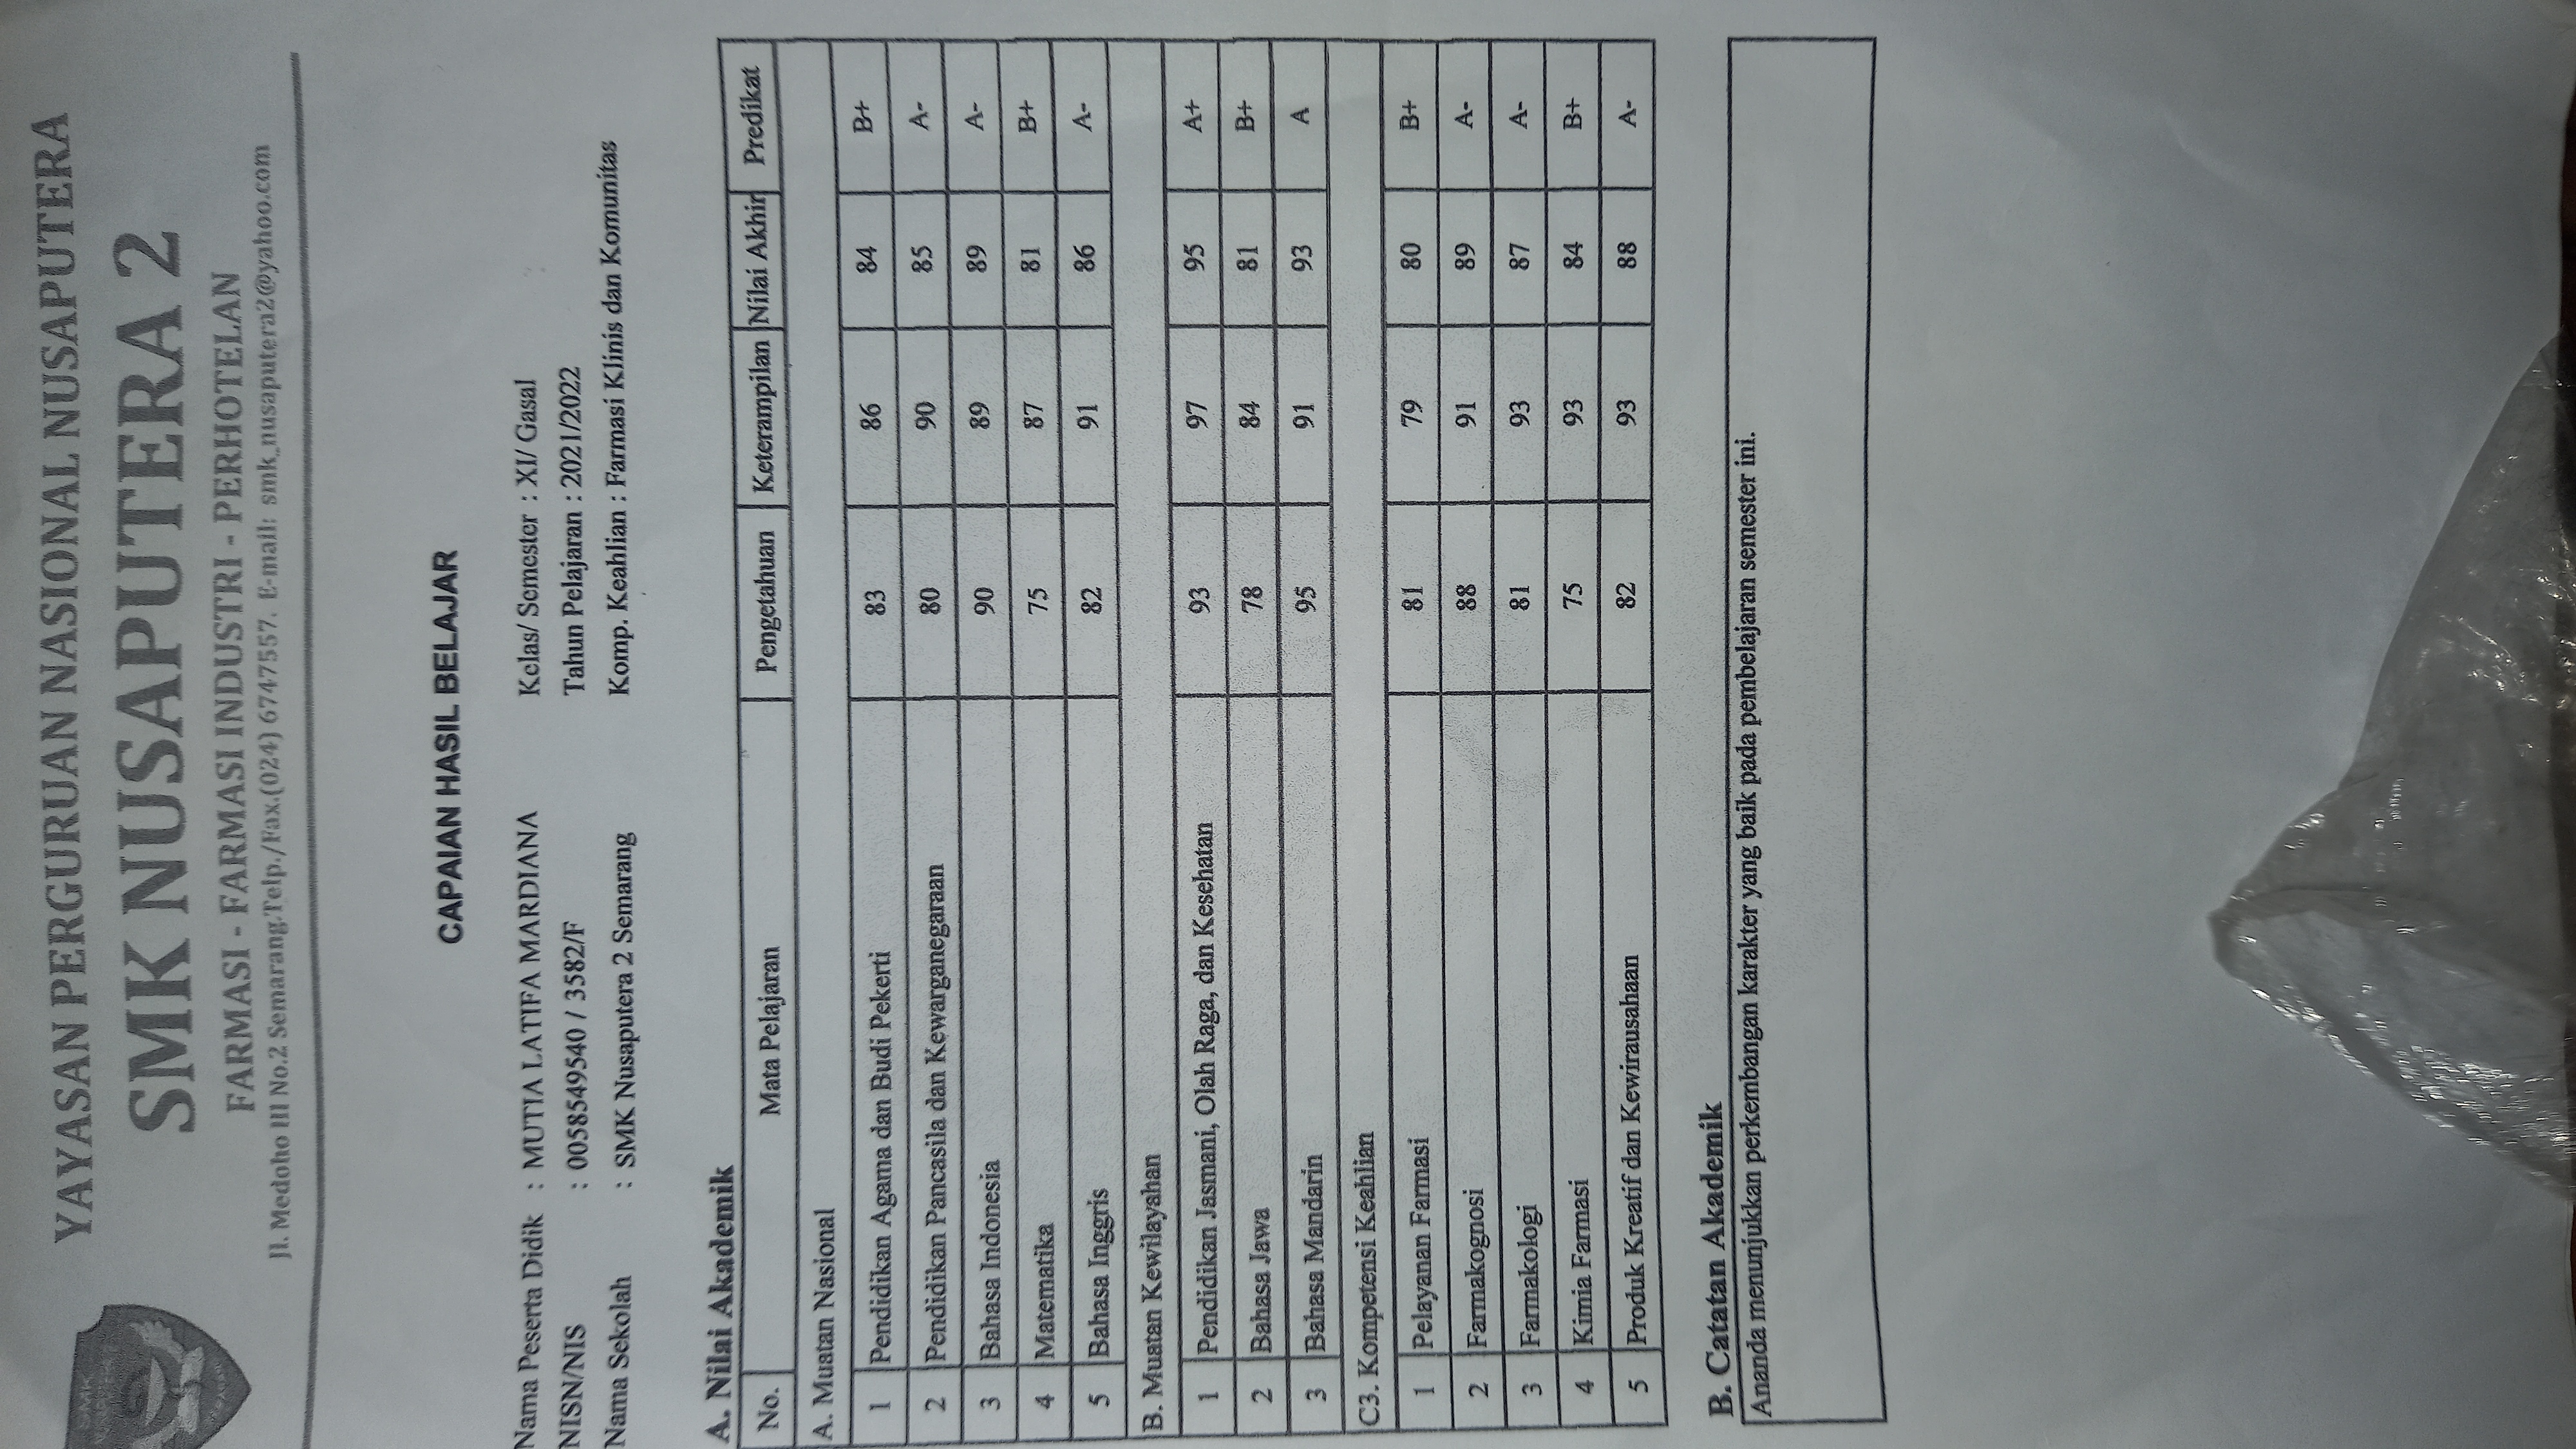 SMK
YAYASAN PERGURUAN NASIONAL NUSAPUTERA
SMK NUSAPUTERA 2
FARMASI - FARMASI INDUSTRI - PERHOTELAN
Jl. Medoho III No.2 Semarang.Telp./Fax.(024) 6747557. E-mail: smk_nusaputera2@yahoo.com
CAPAIAN HASIL BELAJAR
Nama Peserta Didik : MUTIA LATIFA MARDIANA Kelas/ Semester : XI/ Gasal
NISN/NIS : 0058549540 / 3582/F Tahun Pelajaran : 2021/2022
Nama Sekolah : SMK Nusaputera 2 Semarang Komp. Keahlian : Farmasi Klinis dan Komunitas
A. Nilai Akademik
No. Mata Pelajaran Pengetahuan Keterampilan Nilai Akhir Predikat
A. Muatan Nasional
1 Pendidikan Agama dan Budi Pekerti 83 86 84 B+
2 Pendidikan Pancasila dan Kewarganegaraan 80 90 85 A-
3 Bahasa Indonesia 90 89 89 A-
4 Matematika 75 87 81 B+
5 Bahasa Inggris 82 91 86 A-
B. Muatan Kewilayahan
1 Pendidikan Jasmani, Olah Raga, dan Kesehatan 93 97 95 A+
2 Bahasa Jawa 78 84 81 B+
3 Bahasa Mandarin 95 91 93 A
C3. Kompetensi Keahlian
1 Pelayanan Farmasi 81 79 80 B+
2 Farmakognosi 88 91 89 A-
3 Farmakologi 81 93 87 A-
4 Kimia Farmasi 75 93 84 B+
5 Produk Kreatif dan Kewirausahaan 82 93 88 A-
B. Catatan Akademik
Ananda menunjukkan perkembangan karakter yang baik pada pembelajaran semester ini.